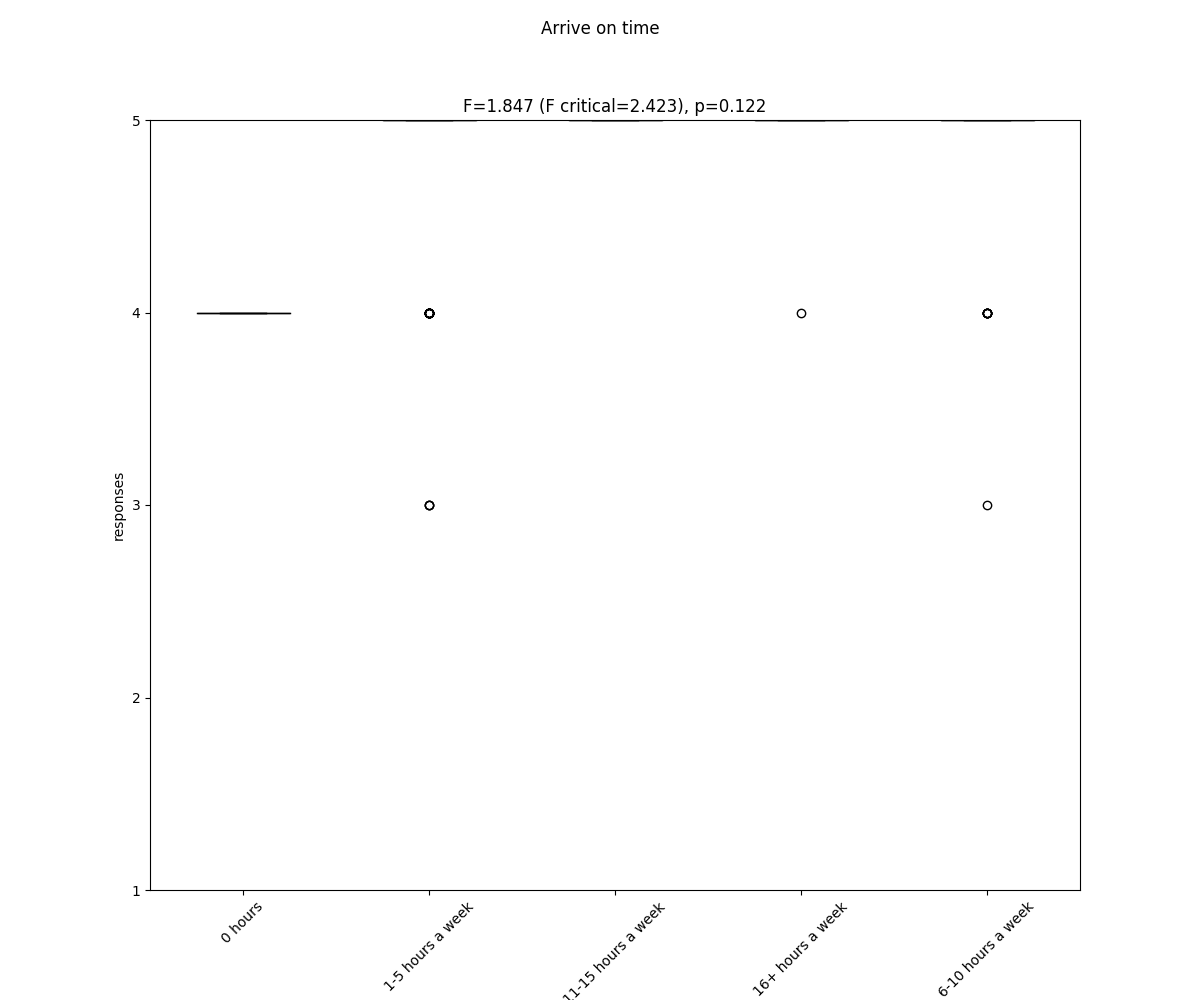 Arrive on time
F=1.847 (F critical=2.423), p=0.122
5
4
3
2
1
responses
0 hours
1-5 hours a week
11-15 hours a week
16+ hours a week
6-10 hours a week